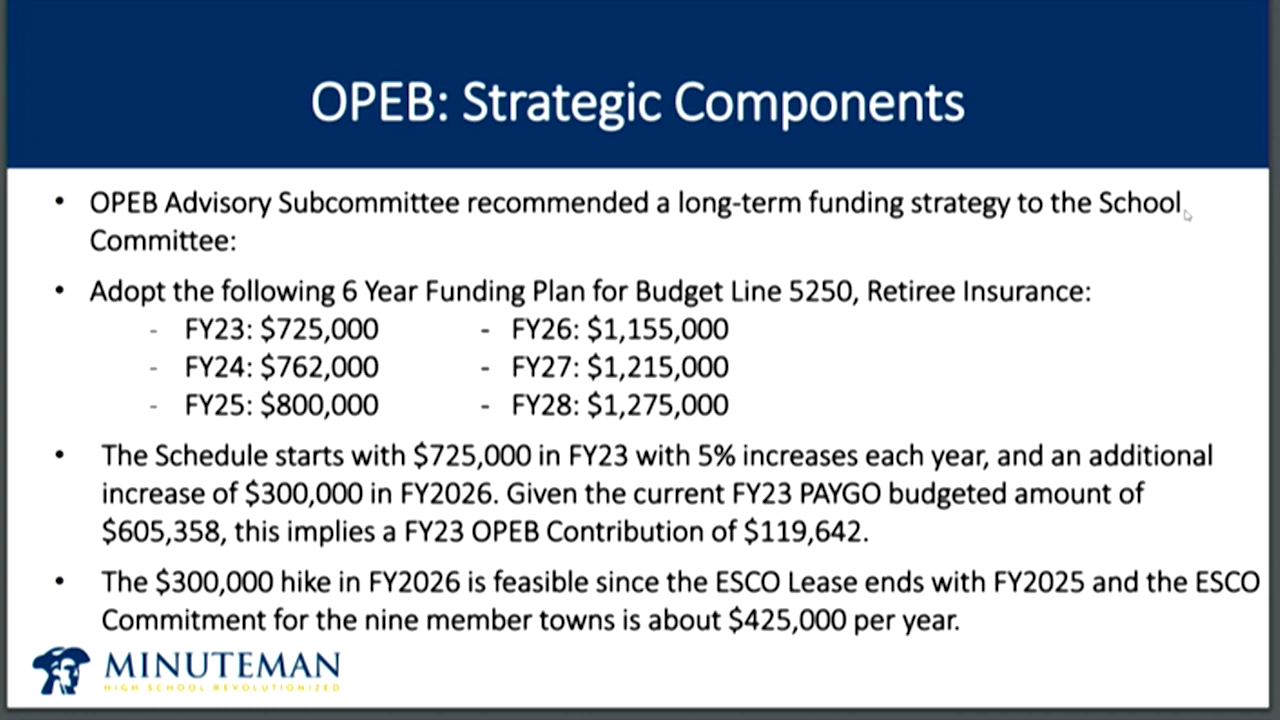 OPEB: Strategic Components
• OPEB Advisory Subcommittee recommended a long-term funding strategy to the School
Committee:
• Adopt the following 6 Year Funding Plan for Budget Line 5250, Retiree Insurance:
- FY23: $725,000 - FY26: $1,155,000
- FY24: $762,000 - FY27: $1,215,000
- FY25: $800,000 - FY28: $1,275,000
• The Schedule starts with $725,000 in FY23 with 5% increases each year, and an additional
increase of $300,000 in FY2026. Given the current FY23 PAYGO budgeted amount of
$605,358, this implies a FY23 OPEB Contribution of $119,642.
• The $300,000 hike in FY2026 is feasible since the ESCO Lease ends with FY2025 and the ESCO
Commitment for the nine member towns is about $425,000 per year.
MINUTEMAN
HIGH SCHOOL REVOLUTIONIZED